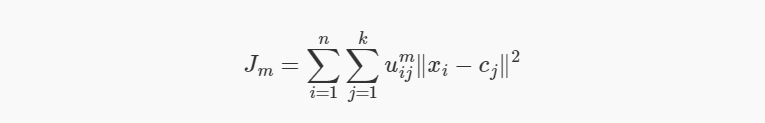 $J_m = \sum_{i=1}^{n} \sum_{j=1}^{k} u_{ij}^{m} \| x_i - c_j \|^2$